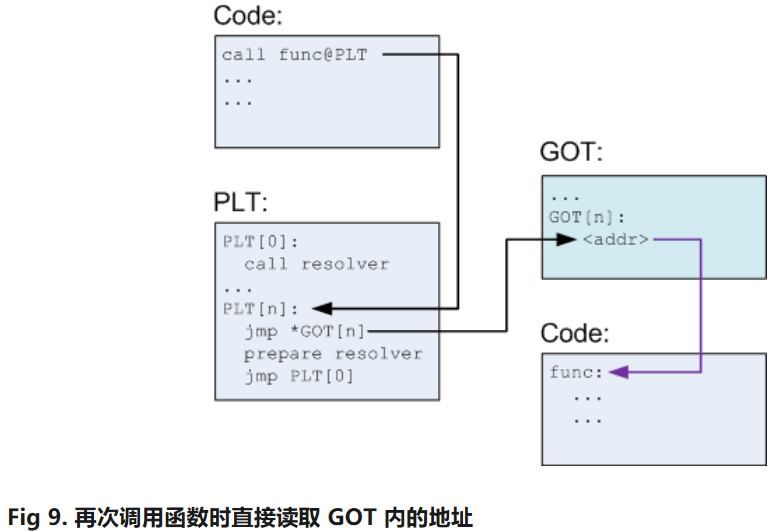 Code:
call func@PLT
...
...
PLT:
PLT[0]:
call resolver
...
PLT[n]:
jmp *GOT[n]
prepare resolver
jmp PLT[0]
GOT:
...
GOT[n]:
<addr>
Code:
func:
...
...
Fig 9. 再次调用函数时直接读取 GOT 内的地址